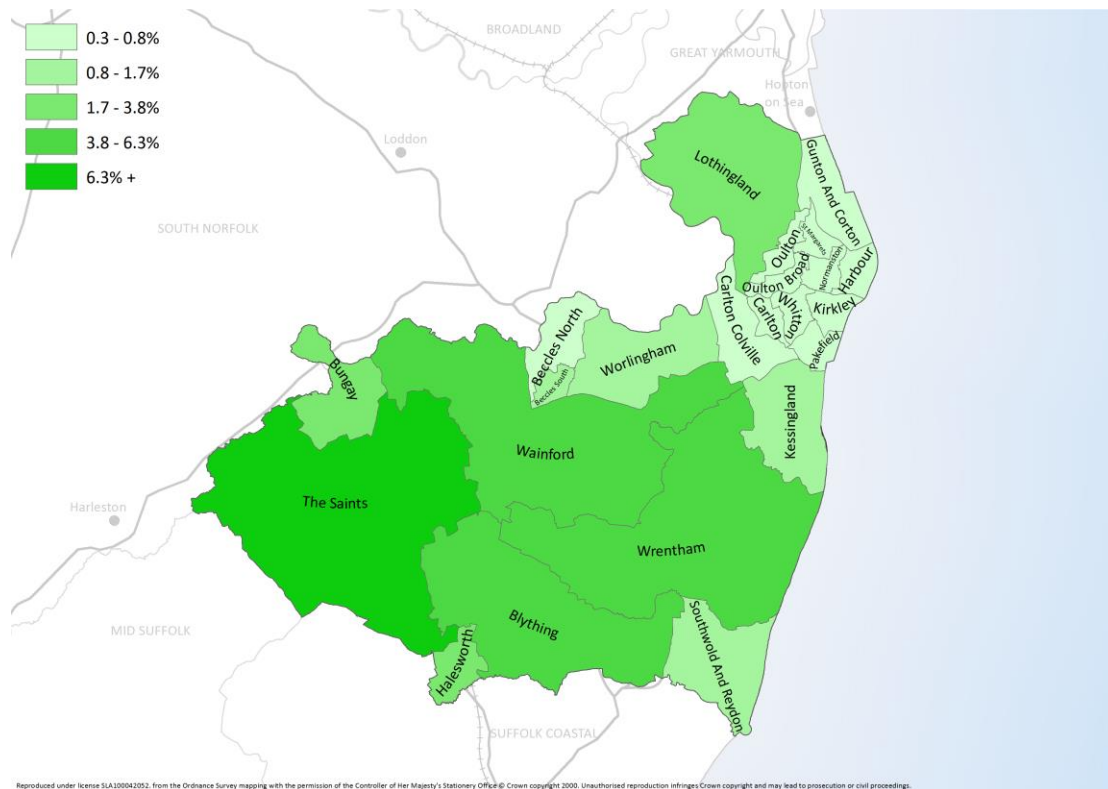 0.3 - 0.8%
0.8 - 1.7%
1.7 - 3.8%
3.8 - 6.3%
6.3% +
BROADLAND
GREAT YARMOUTH
Hopton
on Sea
Loddon
Lothingland
Gunton And Corton
SOUTH NORFOLK
St Margarets
Oulton
Normanston
Harbour
Oulton Broad
Carlton Colville
Carlton
Whitton
Kirkley
Pakefield
Beccles North
Worlingham
Beccles South
Bungay
Kessingland
Wainford
The Saints
Harleston
Wrentham
MID SUFFOLK
Blything
Southwold And Reydon
Halesworth
SUFFOLK COASTAL
Reproduced under license SLA100042052. from the Ordnance Survey mapping with the permission of the Controller of Her Majesty's Stationery Office © Crown copyright 2000. Unauthorised reproduction infringes Crown copyright and may lead to prosecution or civil proceedings.